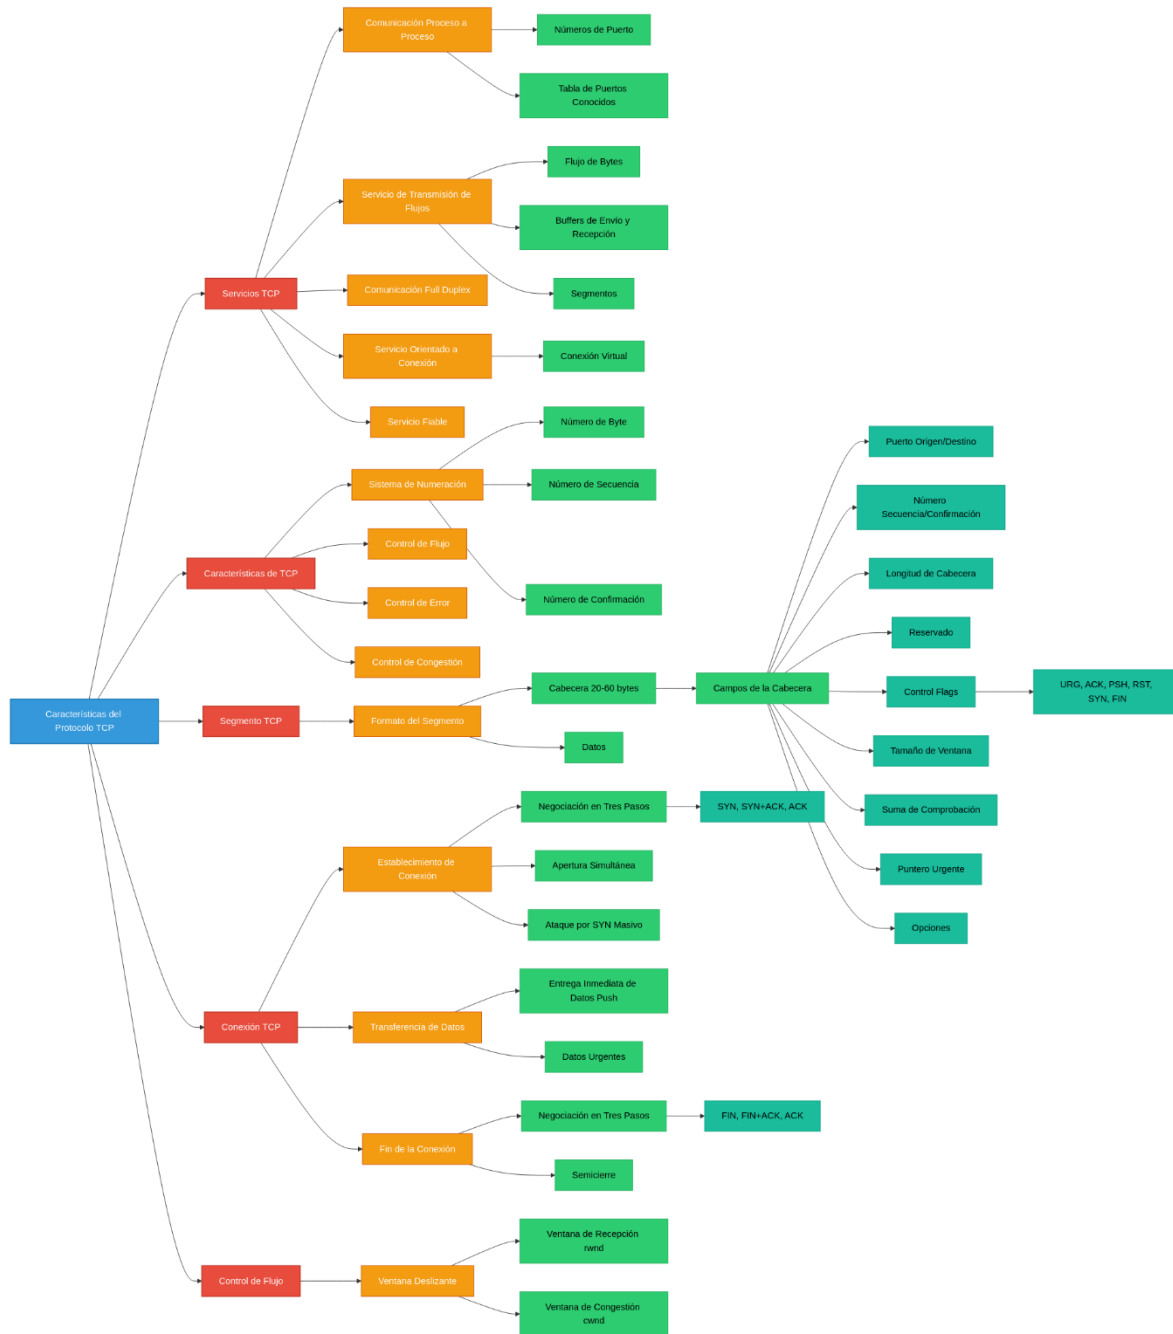 Características del
Protocolo TCP
Servicios TCP
Comunicación Proceso a
Proceso
Números de Puerto
Tabla de Puertos
Conocidos
Servicio de Transmisión de
Flujos
Flujo de Bytes
Buffers de Envío y
Recepción
Segmentos
Comunicación Full Duplex
Servicio Orientado a
Conexión
Conexión Virtual
Servicio Fiable
Características de TCP
Sistema de Numeración
Número de Byte
Número de Secuencia
Número de Confirmación
Control de Flujo
Control de Error
Control de Congestión
Segmento TCP
Formato del Segmento
Cabecera 20-60 bytes
Campos de la Cabecera
Puerto Origen/Destino
Número
Secuencia/Confirmación
Longitud de Cabecera
Reservado
Control Flags
URG, ACK, PSH, RST,
SYN, FIN
Tamaño de Ventana
Suma de Comprobación
Puntero Urgente
Opciones
Datos
Conexión TCP
Establecimiento de
Conexión
Negociación en Tres Pasos
SYN, SYN+ACK, ACK
Apertura Simultánea
Ataque por SYN Masivo
Transferencia de Datos
Entrega Inmediata de
Datos Push
Datos Urgentes
Fin de la Conexión
Negociación en Tres Pasos
FIN, FIN+ACK, ACK
Semicierre
Control de Flujo
Ventana Deslizante
Ventana de Recepción
rwnd
Ventana de Congestión
cwnd